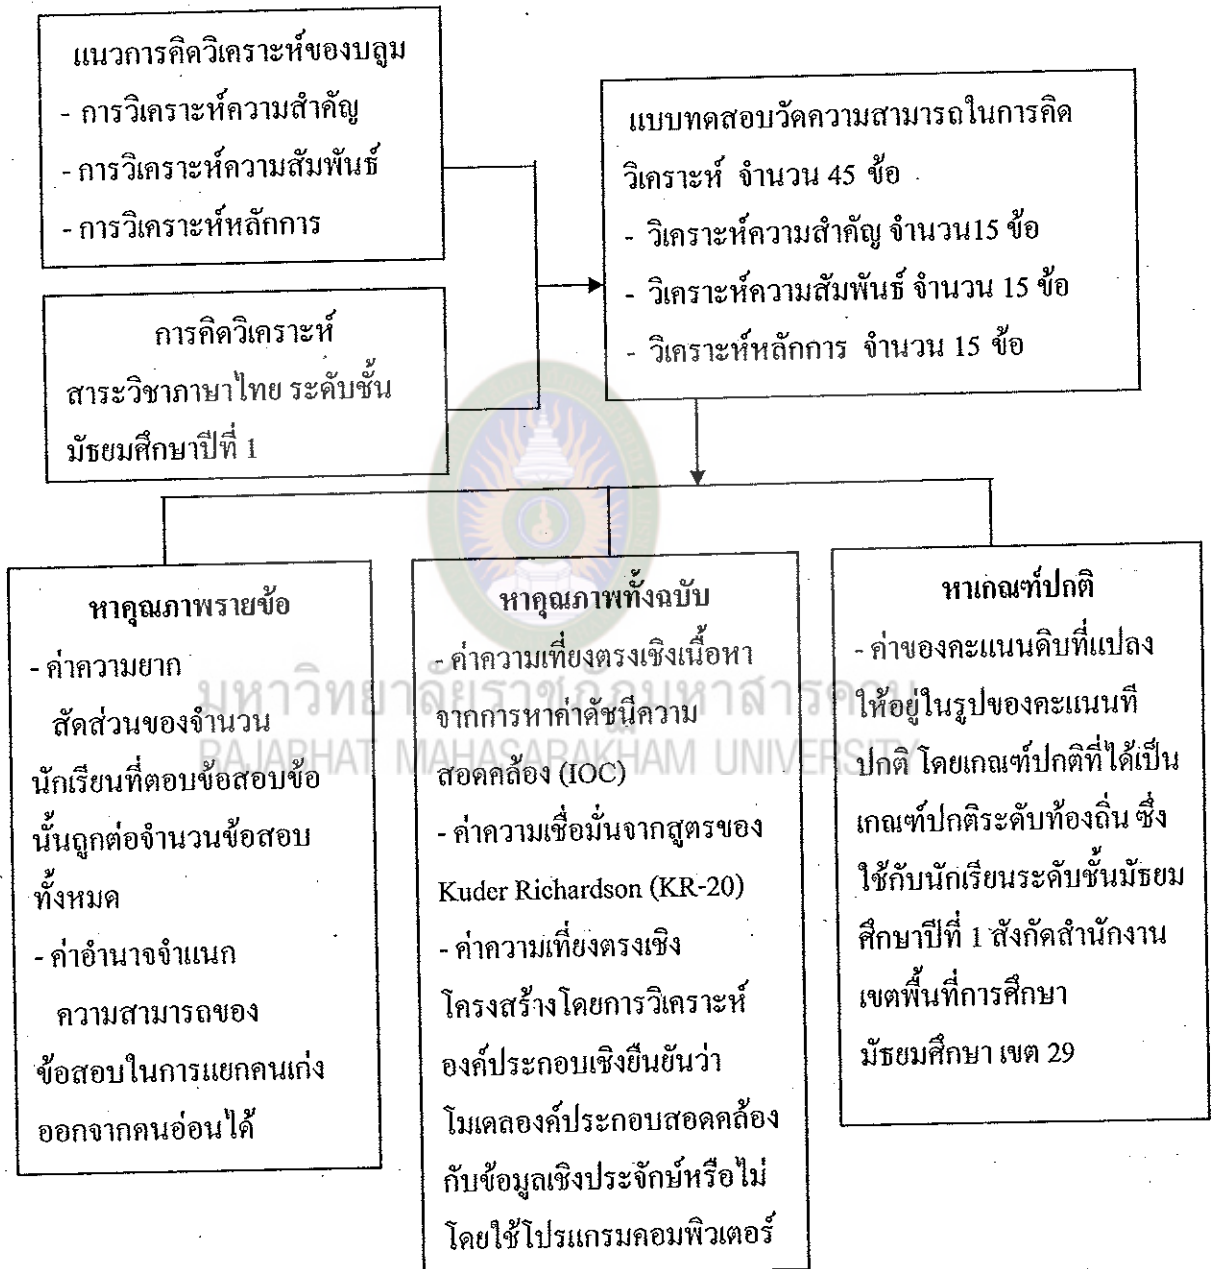 แนวการคิดวิเคราะห์ของบลูม
- การวิเคราะห์ความสำคัญ
- การวิเคราะห์ความสัมพันธ์
- การวิเคราะห์หลักการ
การคิดวิเคราะห์
สาระวิชาภาษาไทย ระดับชั้น
มัธยมศึกษาปีที่ 1
แบบทดสอบวัดความสามารถในการคิด
วิเคราะห์ จำนวน 45 ข้อ
- วิเคราะห์ความสำคัญ จำนวน15 ข้อ
- วิเคราะห์ความสัมพันธ์ จำนวน 15 ข้อ
- วิเคราะห์หลักการ จำนวน 15 ข้อ
หาคุณภาพรายข้อ
- ค่าความยาก
สัดส่วนของจำนวน
นักเรียนที่ตอบข้อสอบข้อ
นั้นถูกต่อจำนวนข้อสอบ
ทั้งหมด
- ค่าอำนาจจำแนก
ความสามารถของ
ข้อสอบในการแยกคนเก่ง
ออกจากคนอ่อนได้
หาคุณภาพทั้งฉบับ
- ค่าความเที่ยงตรงเชิงเนื้อหา
จากการหาค่าดัชนีความ
สอดคล้อง (IOC)
- ค่าความเชื่อมั่นจากสูตรของ
Kuder Richardson (KR-20)
- ค่าความเที่ยงตรงเชิง
โครงสร้างโดยการวิเคราะห์
องค์ประกอบเชิงยืนยันว่า
โมเดลองค์ประกอบสอดคล้อง
กับข้อมูลเชิงประจักษ์หรือไม่
โดยใช้โปรแกรมคอมพิวเตอร์
หาเกณฑ์ปกติ
- ค่าของคะแนนดิบที่แปลง
ให้อยู่ในรูปของคะแนนที
ปกติ โดยเกณฑ์ปกติที่ได้เป็น
เกณฑ์ปกติระดับท้องถิ่น ซึ่ง
ใช้กับนักเรียนระดับชั้นมัธยม
ศึกษาปีที่ 1 สังกัดสำนักงาน
เขตพื้นที่การศึกษา
มัธยมศึกษา เขต 29
มหาวิทยาลัยราชภัฏมหาสารคาม
RAJABHAT MAHASARAKHAM UNIVERSITY